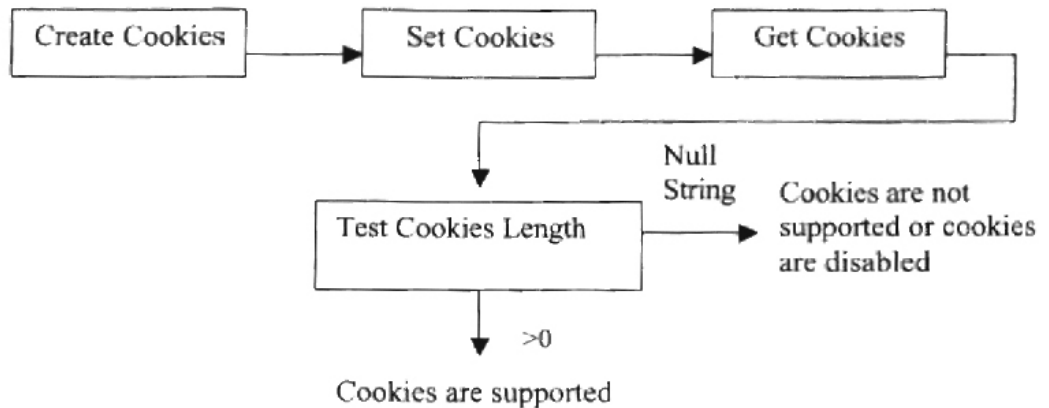 Create Cookies
Set Cookies
Get Cookies
Null
String
Test Cookies Length
Cookies are not
supported or cookies
are disabled
>0
Cookies are supported